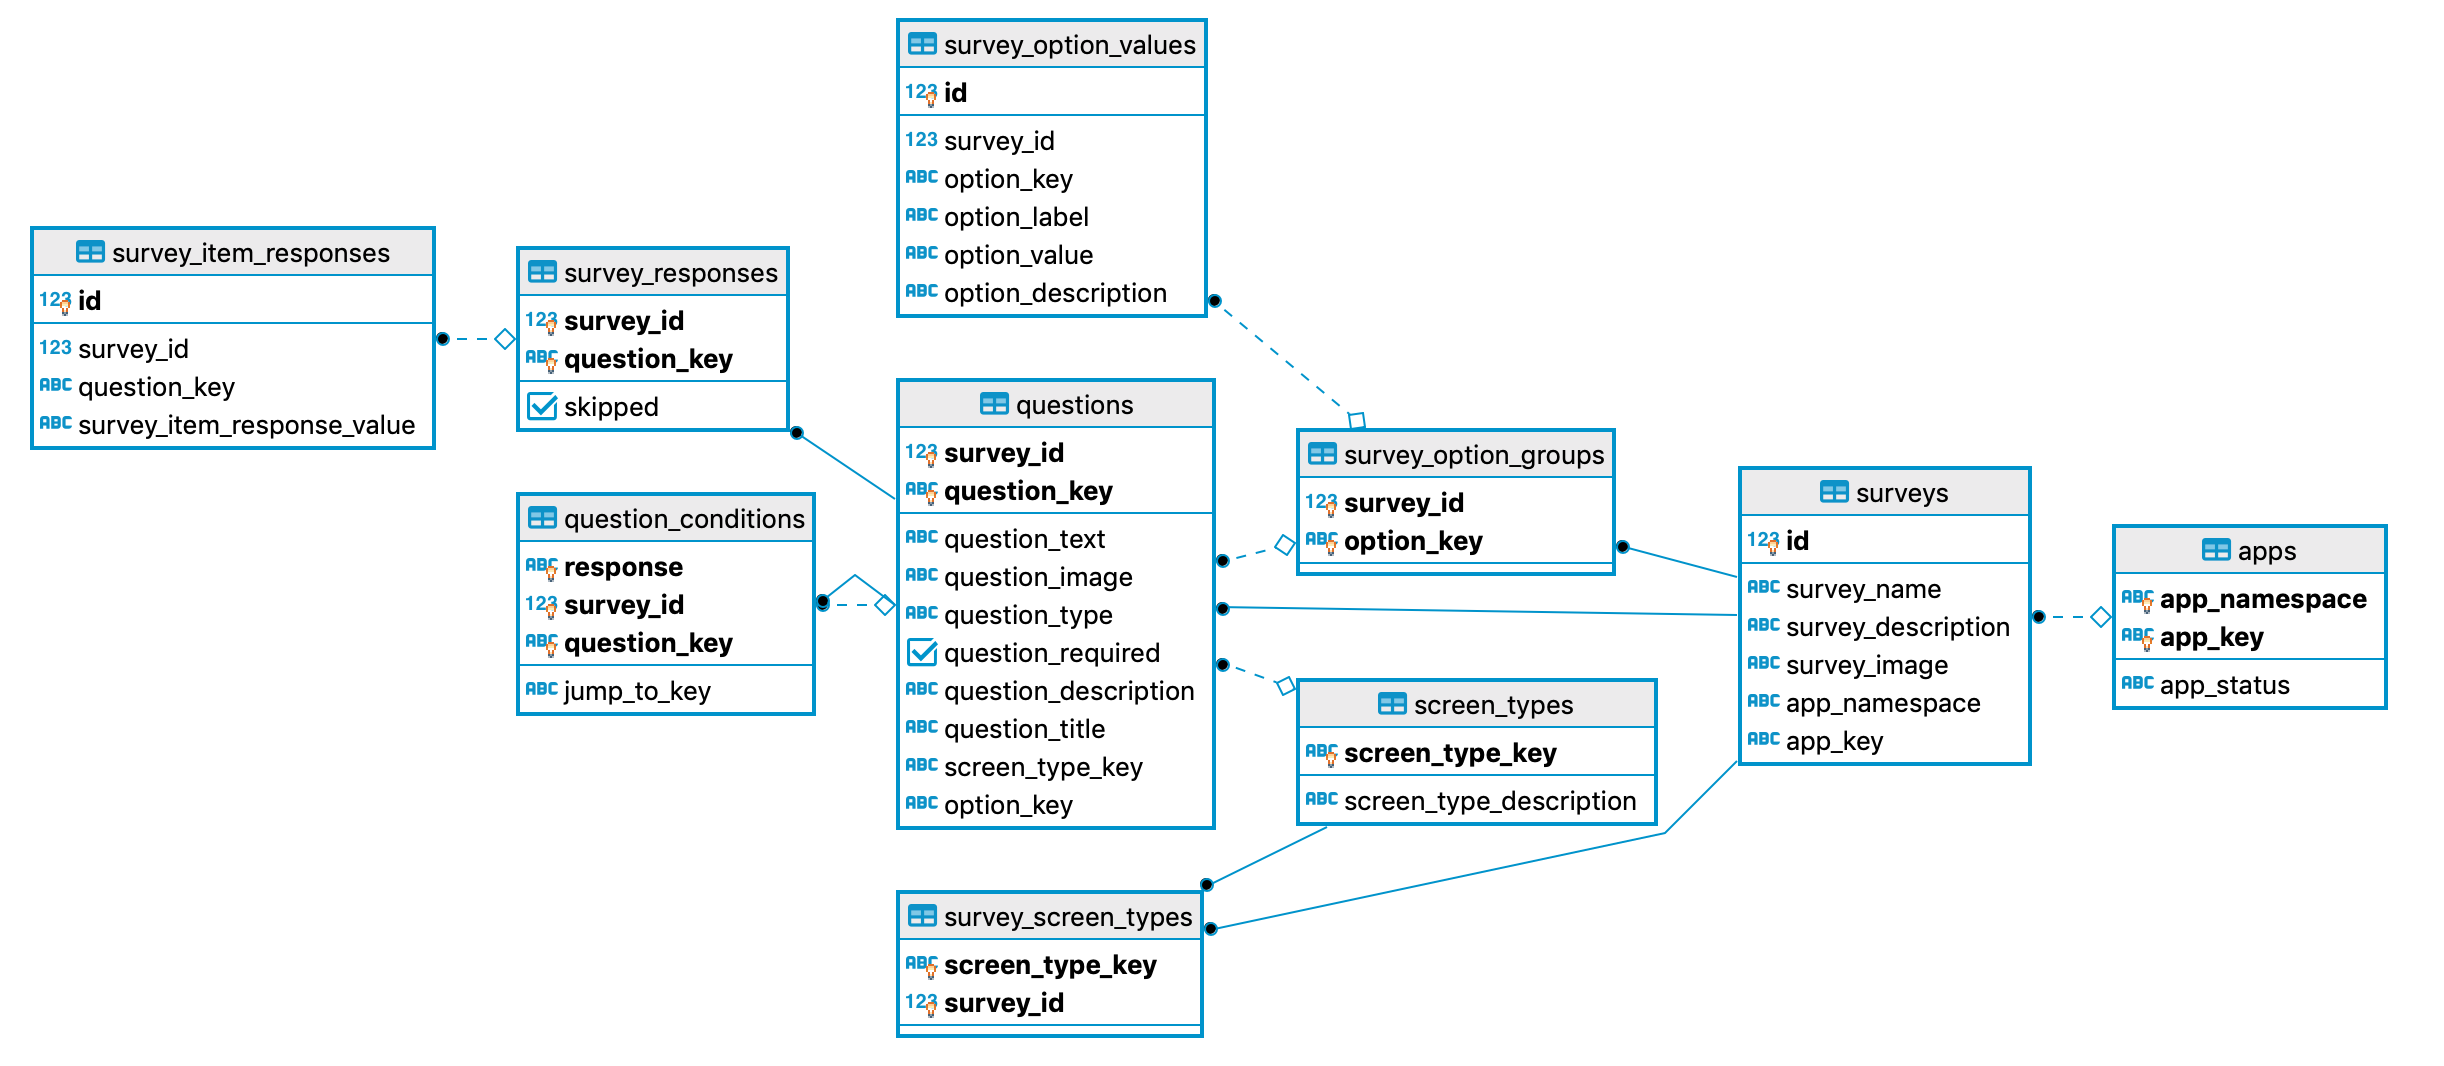 survey_option_values
123 id
123 survey_id
ABC option_key
ABC option_label
ABC option_value
ABC option_description
survey_item_responses
123 id
123 survey_id
ABC question_key
ABC survey_item_response_value
survey_responses
123 survey_id
ABC question_key
skipped
question_conditions
ABC response
123 survey_id
ABC question_key
ABC jump_to_key
questions
123 survey_id
ABC question_key
ABC question_text
ABC question_image
ABC question_type
question_required
ABC question_description
ABC question_title
ABC screen_type_key
ABC option_key
survey_option_groups
123 survey_id
ABC option_key
screen_types
ABC screen_type_key
ABC screen_type_description
survey_screen_types
ABC screen_type_key
123 survey_id
surveys
123 id
ABC survey_name
ABC survey_description
ABC survey_image
ABC app_namespace
ABC app_key
apps
ABC app_namespace
ABC app_key
ABC app_status